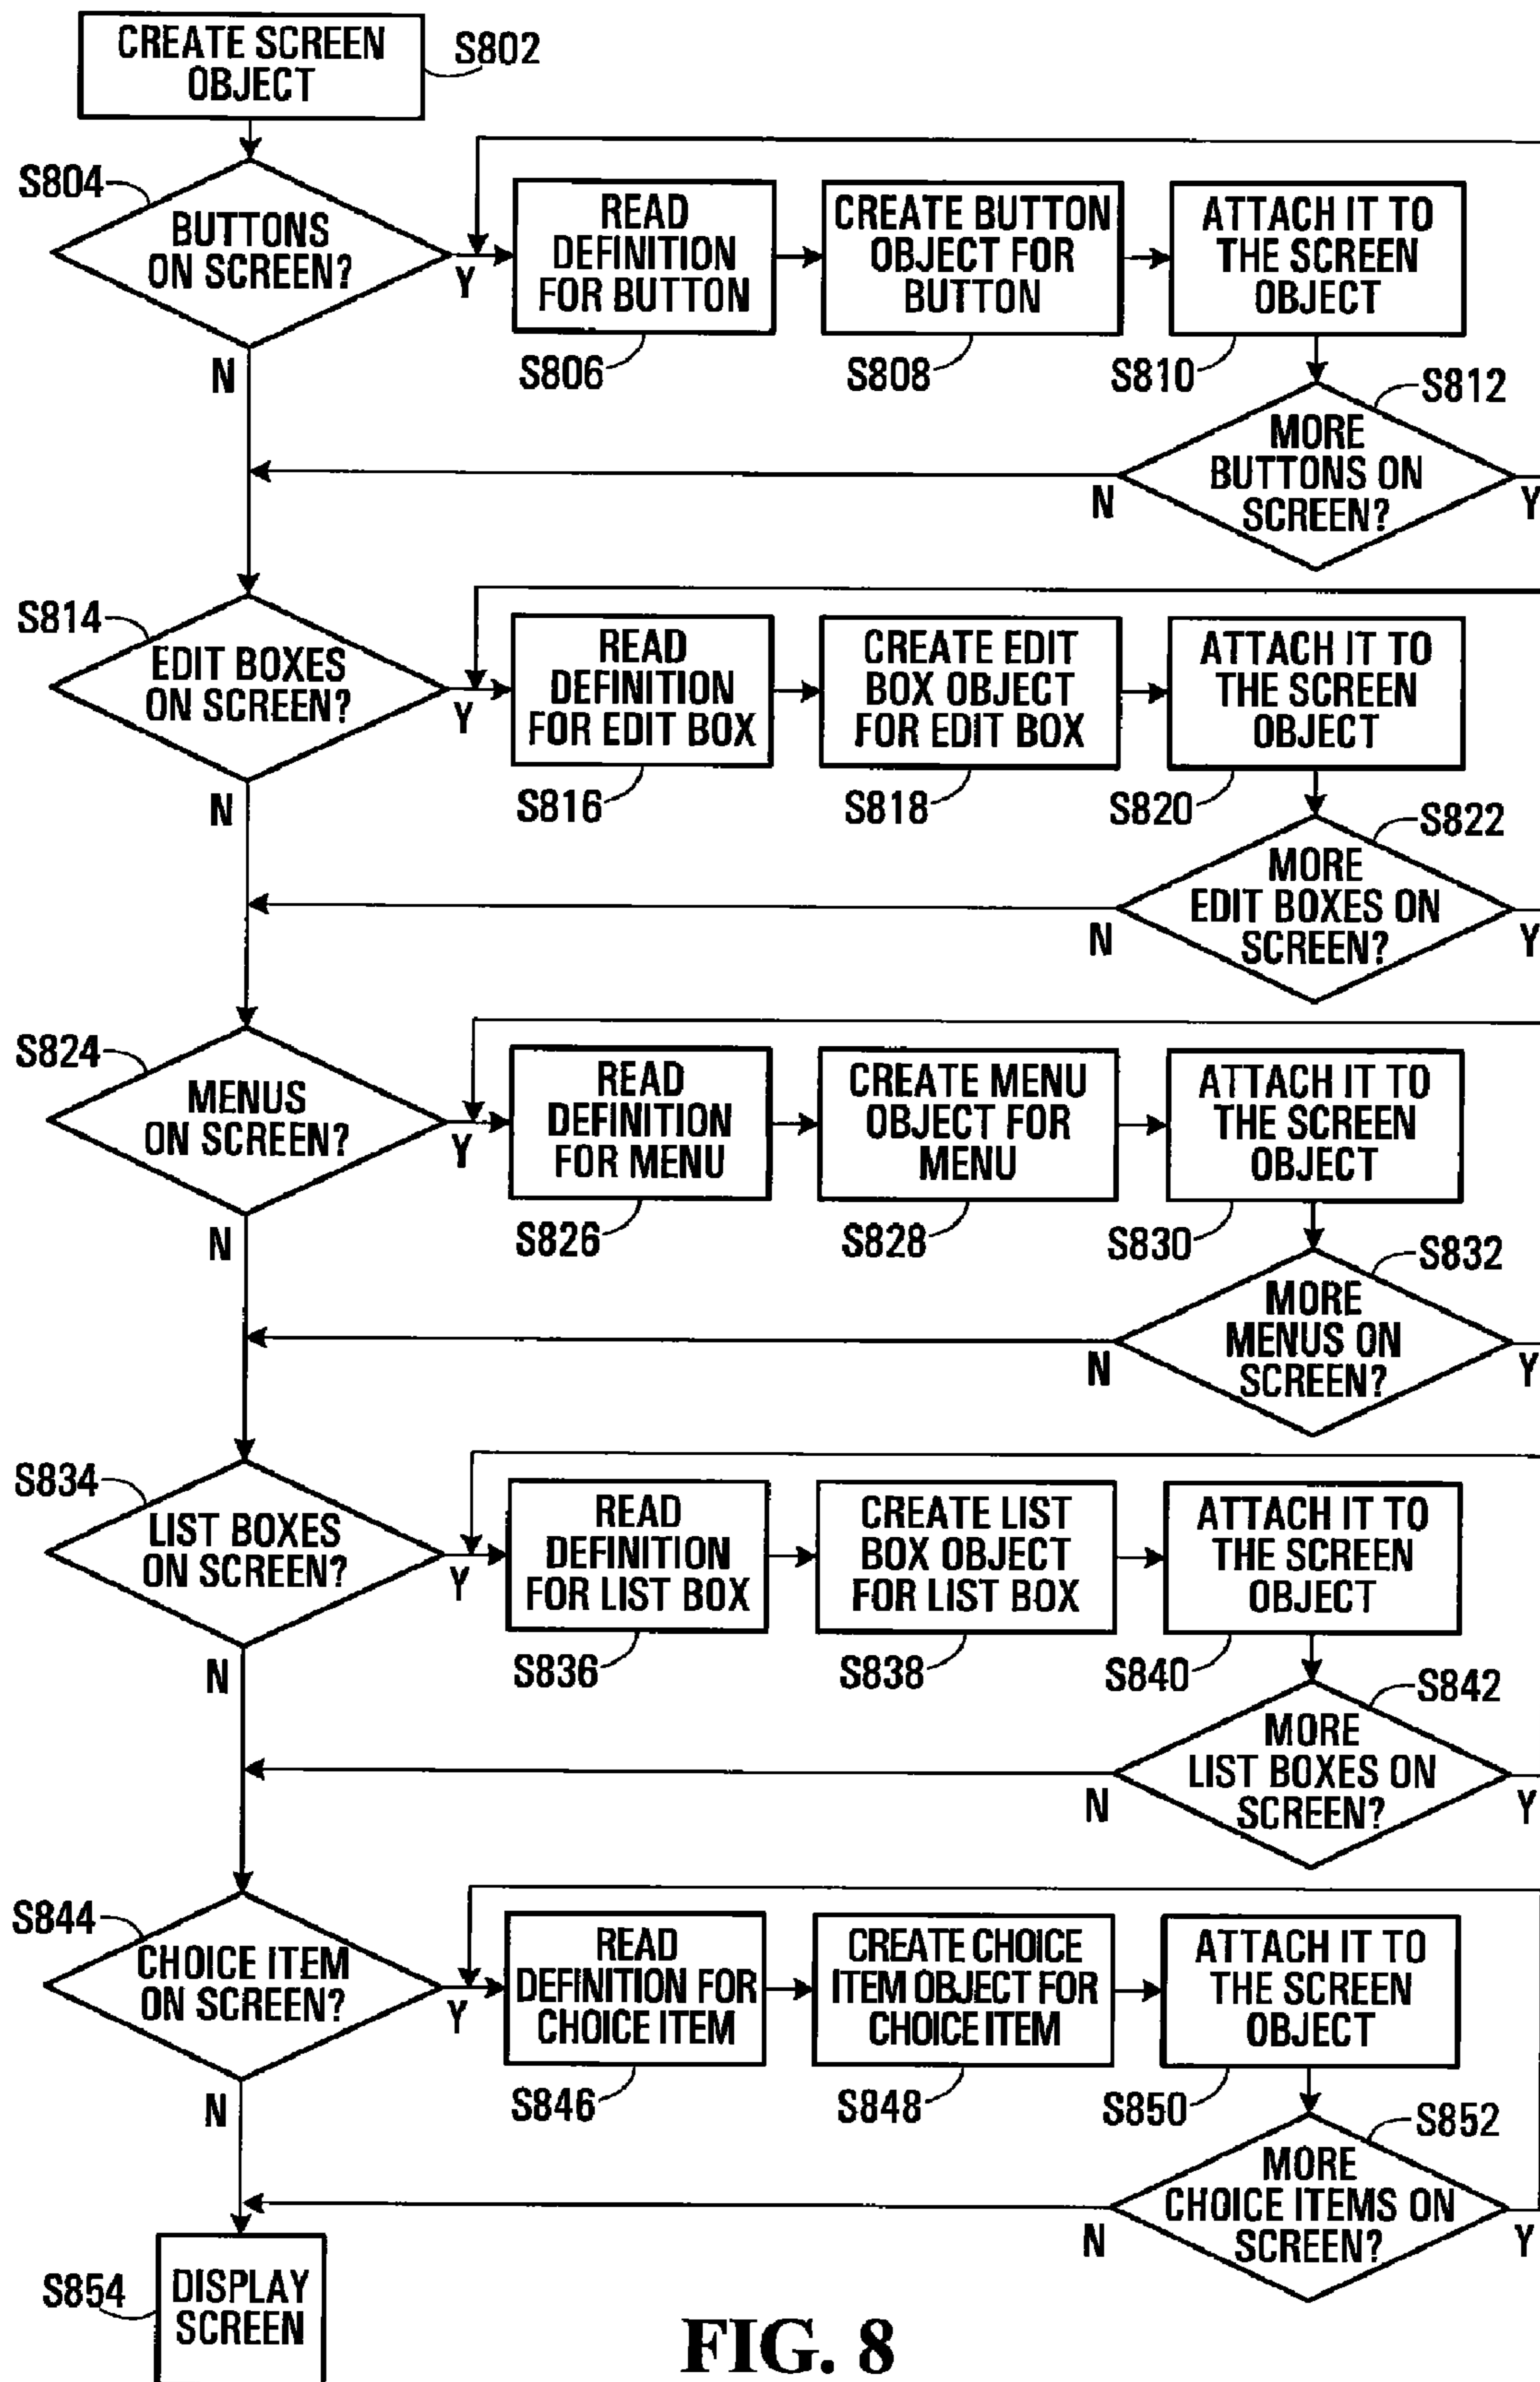 CREATE SCREEN
OBJECT
S802
S804
BUTTONS
ON SCREEN?
Y
N
READ
DEFINITION
FOR BUTTON
S806
CREATE BUTTON
OBJECT FOR
BUTTON
S808
ATTACH IT TO
THE SCREEN
OBJECT
S810
S812
MORE
BUTTONS ON
SCREEN?
N
Y
S814
EDIT BOXES
ON SCREEN?
Y
N
READ
DEFINITION
FOR EDIT BOX
S816
CREATE EDIT
BOX OBJECT
FOR EDIT BOX
S818
ATTACH IT TO
THE SCREEN
OBJECT
S820
S822
MORE
EDIT BOXES ON
SCREEN?
N
Y
S824
MENUS
ON SCREEN?
Y
N
READ
DEFINITION
FOR MENU
S826
CREATE MENU
OBJECT FOR
MENU
S828
ATTACH IT TO
THE SCREEN
OBJECT
S830
S832
MORE
MENUS ON
SCREEN?
N
Y
S834
LIST BOXES
ON SCREEN?
Y
N
READ
DEFINITION
FOR LIST BOX
S836
CREATE LIST
BOX OBJECT
FOR LIST BOX
S838
ATTACH IT TO
THE SCREEN
OBJECT
S840
S842
MORE
LIST BOXES ON
SCREEN?
N
Y
S844
CHOICE ITEM
ON SCREEN?
Y
N
READ
DEFINITION FOR
CHOICE ITEM
S846
CREATE CHOICE
ITEM OBJECT FOR
CHOICE ITEM
S848
ATTACH IT TO
THE SCREEN
OBJECT
S850
S852
MORE
CHOICE ITEMS ON
SCREEN?
N
Y
S854
DISPLAY
SCREEN
FIG. 8